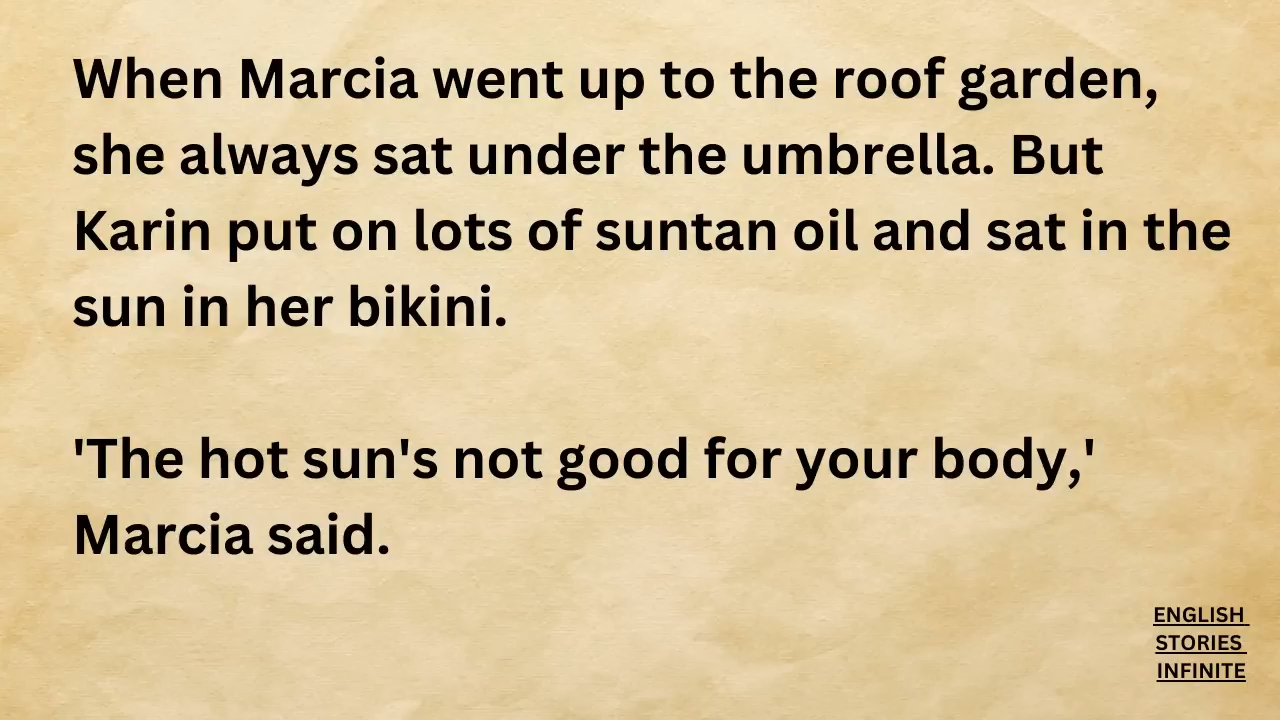 When Marcia went up to the roof garden,
she always sat under the umbrella. But
Karin put on lots of suntan oil and sat in the
sun in her bikini.
'The hot sun's not good for your body,'
Marcia said.
ENGLISH
STORIES
INFINITE